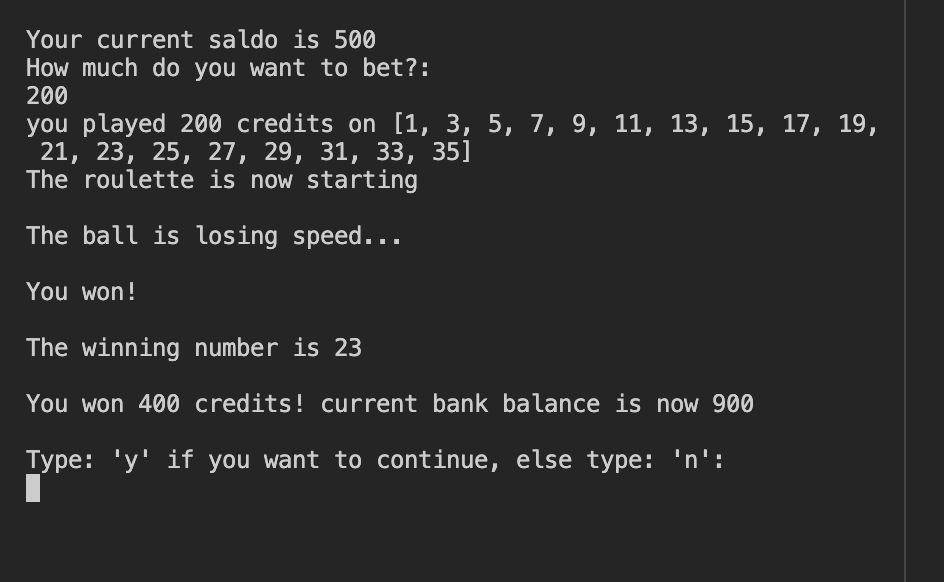 Your current saldo is 500
How much do you want to bet?:
200
you played 200 credits on [1, 3, 5, 7, 9, 11, 13, 15, 17, 19,
21, 23, 25, 27, 29, 31, 33, 35]
The roulette is now starting
The ball is losing speed...
You won!
The winning number is 23
You won 400 credits! current bank balance is now 900
Type: 'y' if you want to continue, else type: 'n':